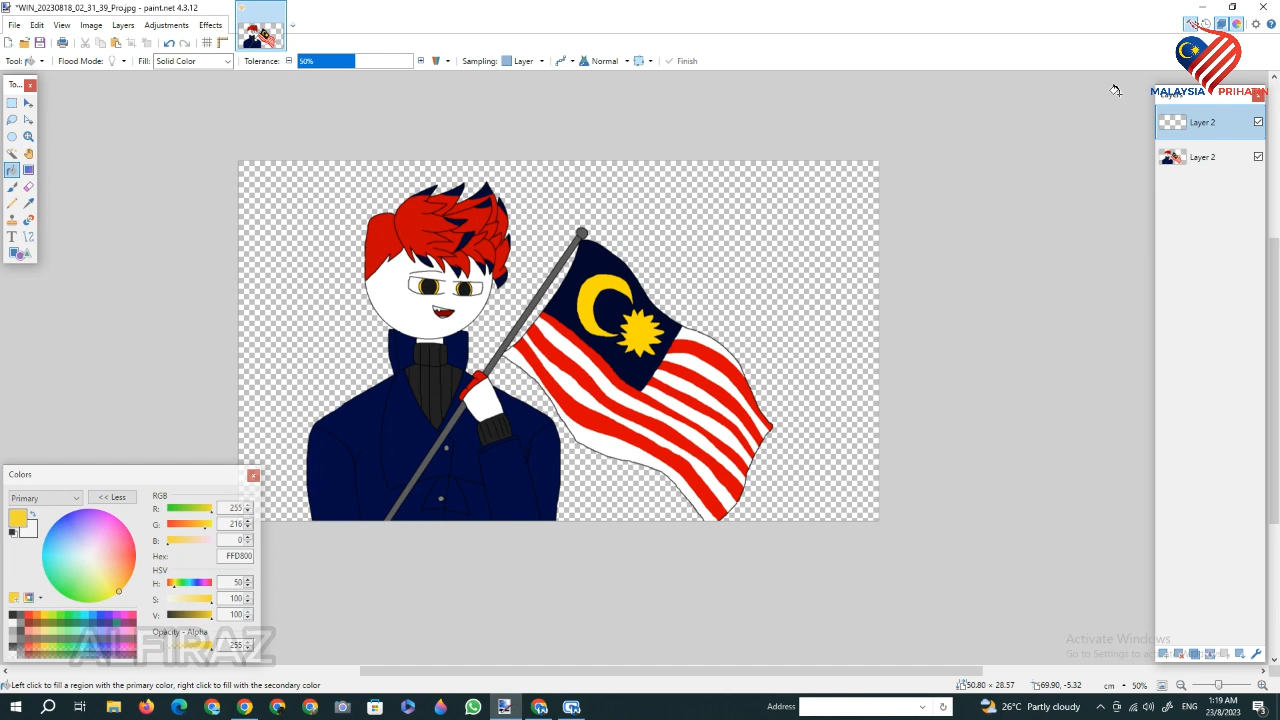 *WIN_20230818_02_31_39_Pro.jpg - paint.net 4.3.12
File Edit View Image Layers Adjustments Effects
Tool: Flood Mode: Fill: Solid Color Tolerance: 50% Sampling: Layer Normal Finish
To...
MALAYSIA PRIHATIN
Layers
Layer 2
Layer 2
Colors
Primary
<< Less
RGB
R: 255
G: 216
B: 0
Hex: FFD800
HSV
H: 50
S: 100
V: 100
Opacity - Alpha
255
ALFIRAZ
Activate Windows
Go to Settings to
Left click to fill a region with the primary color, right click to fill with the secondary color
50.80 × 28.57 69.90, -5.32 cm 50%
Address
26°C Partly cloudy
ENG
1:19 AM
23/8/2023